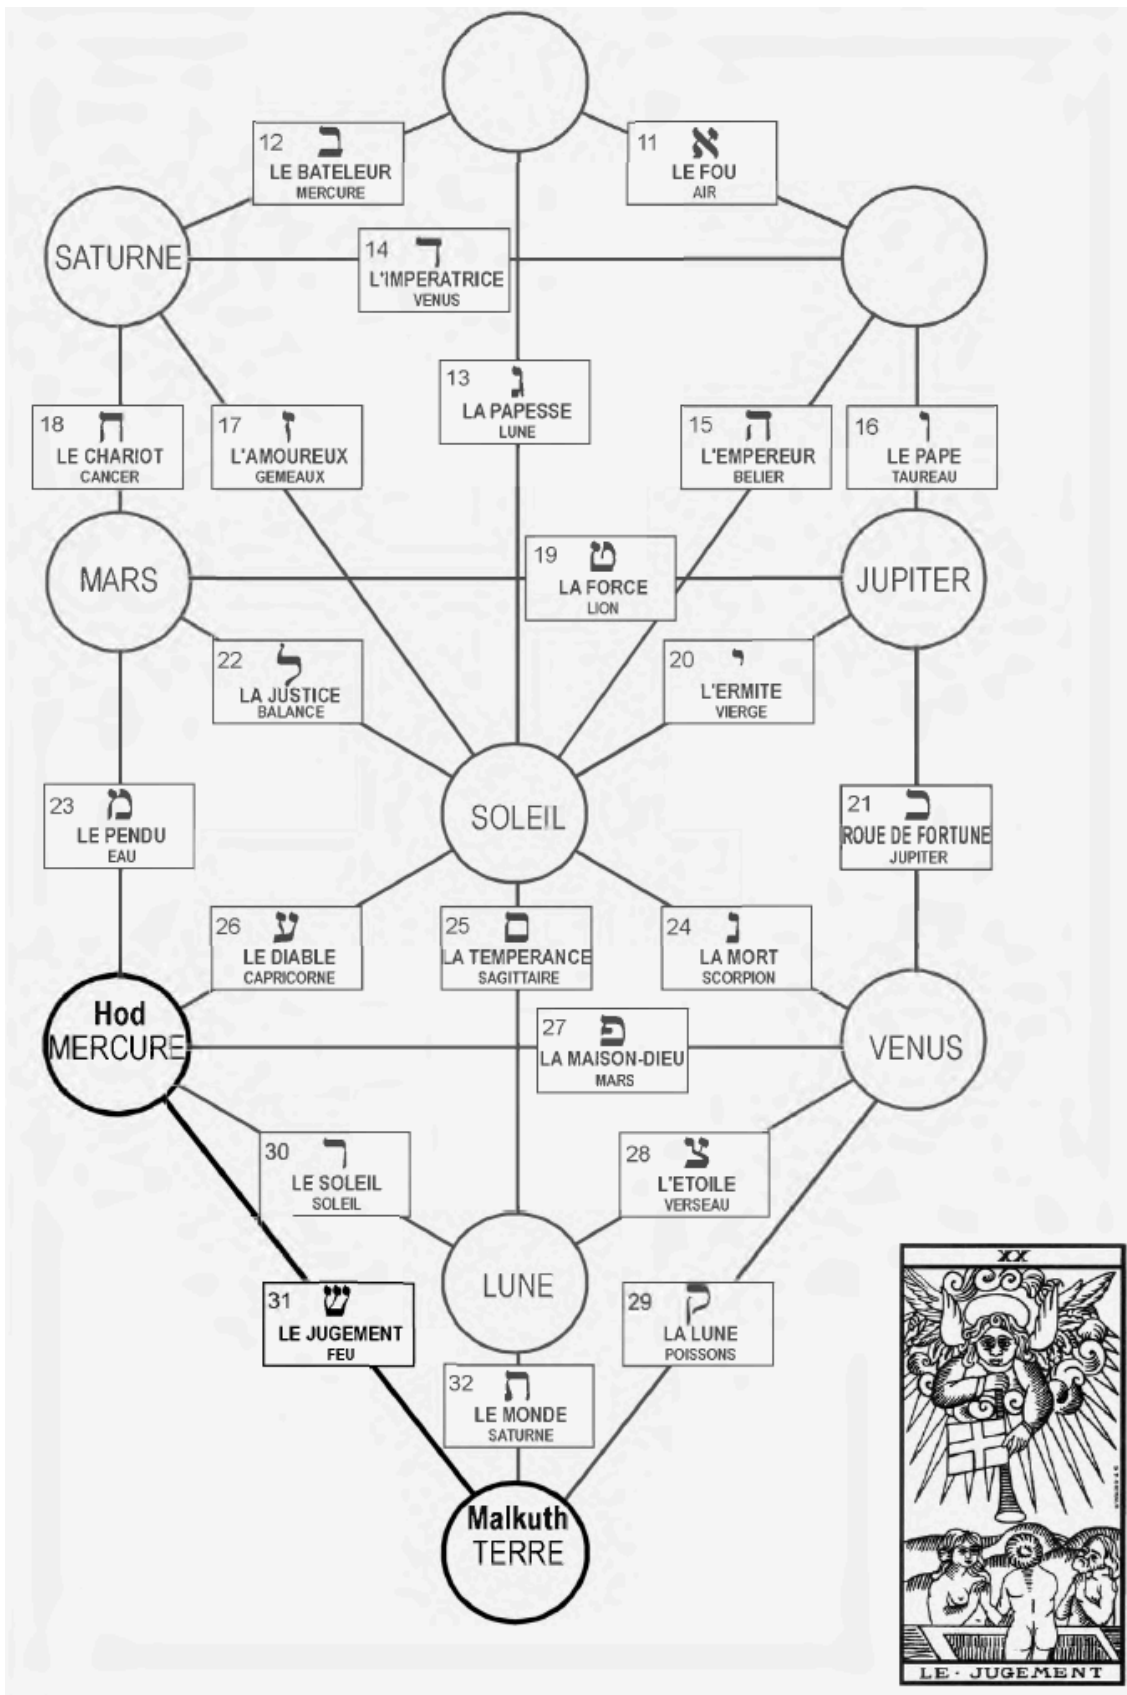 12 ב
LE BATELEUR
MERCURE
11 א
LE FOU
AIR
SATURNE
14 ד
L'IMPERATRICE
VENUS
13 ג
LA PAPESSE
LUNE
18 ח
LE CHARIOT
CANCER
17 ז
L'AMOUREUX
GEMEAUX
15 ה
L'EMPEREUR
BELIER
16 ו
LE PAPE
TAUREAU
MARS
19 ט
LA FORCE
LION
JUPITER
22 ל
LA JUSTICE
BALANCE
20 י
L'ERMITE
VIERGE
23 מ
LE PENDU
EAU
SOLEIL
21 כ
ROUE DE FORTUNE
JUPITER
26 ע
LE DIABLE
CAPRICORNE
25 ם
LA TEMPERANCE
SAGITTAIRE
24 נ
LA MORT
SCORPION
Hod
MERCURE
27 פ
LA MAISON-DIEU
MARS
VENUS
30 ר
LE SOLEIL
SOLEIL
28 צ
L'ETOILE
VERSEAU
31 ש
LE JUGEMENT
FEU
LUNE
29 ק
LA LUNE
POISSONS
32 ת
LE MONDE
SATURNE
Malkuth
TERRE
XX
LE · JUGEMENT